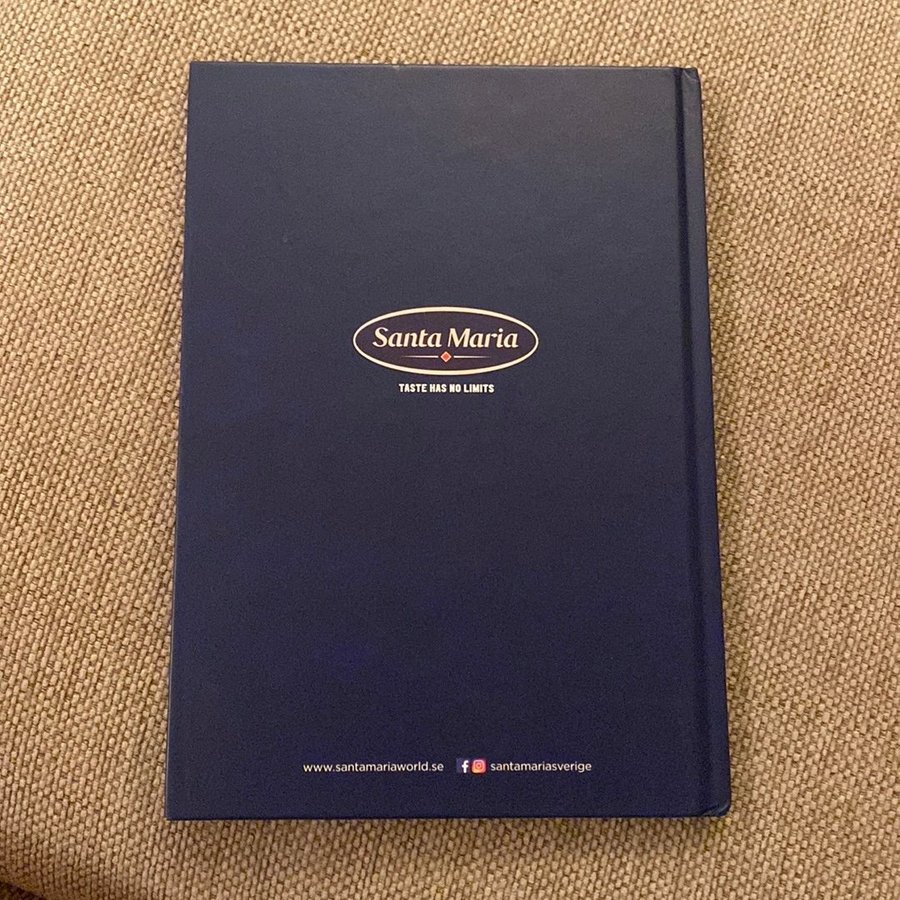 Santa Maria
TASTE HAS NO LIMITS
www.santamariaworld.se santamariasverige